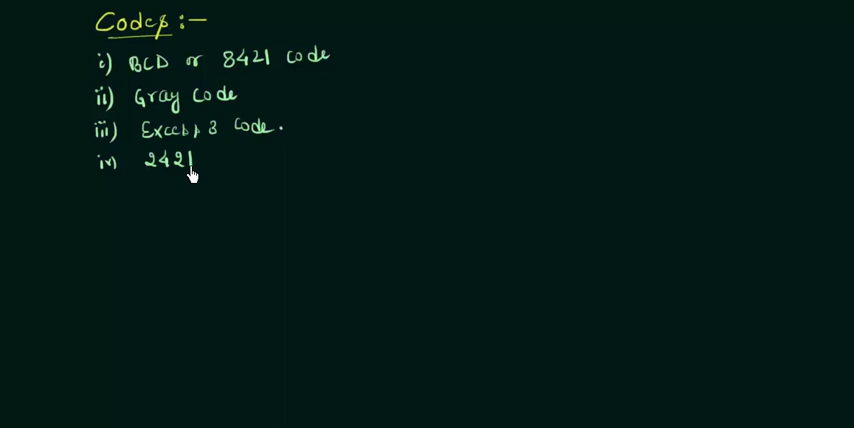 Codes :-
i) BCD or 8421 code
ii) Gray Code
iii) Excess 3 Code.
iv) 2421